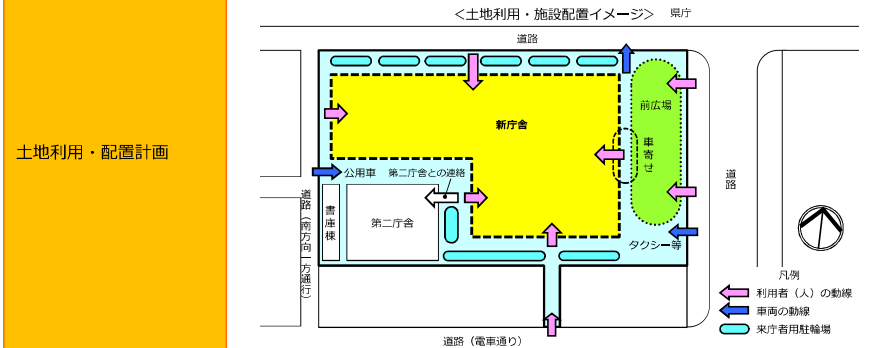 土地利用・配置計画
＜土地利用・施設配置イメージ＞
県庁
道路
前広場
新庁舎
車寄せ
公用車
第二庁舎との連絡
道路
道路（南方向一方通行）
書庫棟
第二庁舎
タクシー等
凡例
利用者（人）の動線
車両の動線
来庁者用駐輪場
道路（電車通り）